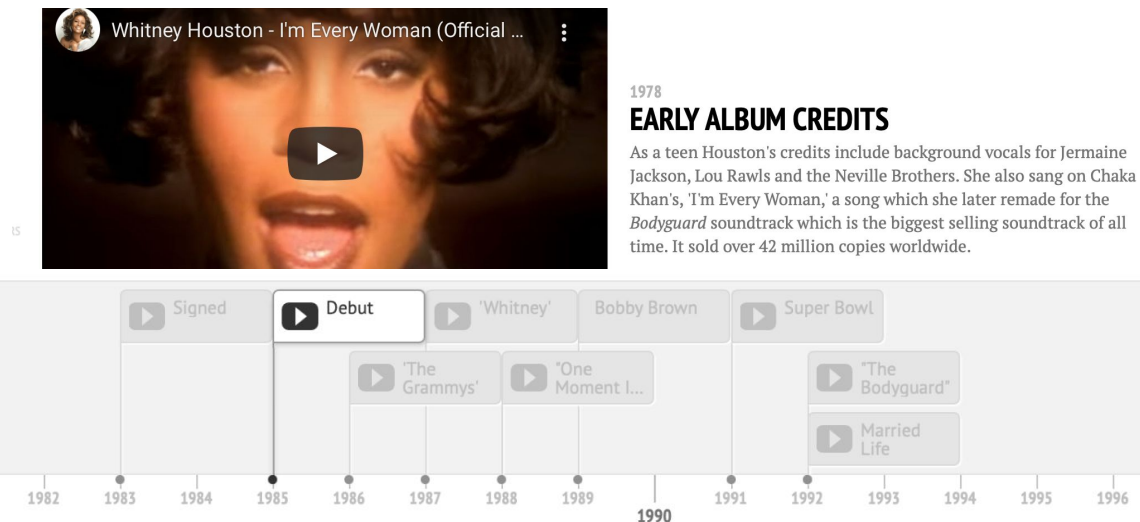 Whitney Houston - I'm Every Woman (Official ...
1978
EARLY ALBUM CREDITS
As a teen Houston's credits include background vocals for Jermaine
Jackson, Lou Rawls and the Neville Brothers. She also sang on Chaka
Khan's, 'I'm Every Woman,' a song which she later remade for the
Bodyguard soundtrack which is the biggest selling soundtrack of all
time. It sold over 42 million copies worldwide.
IS
Signed
Debut
'Whitney'
Bobby Brown
Super Bowl
'The
Grammys'
"One
Moment I...
"The
Bodyguard"
Married
Life
1982
1983
1984
1985
1986
1987
1988
1989
1990
1991
1992
1993
1994
1995
1996